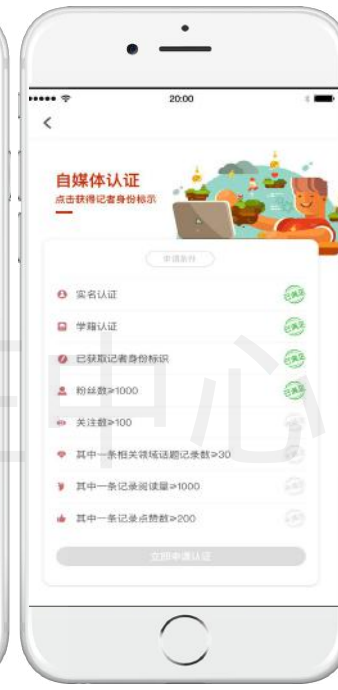 20:00
自媒体认证
点击获得记者身份标示
申请条件
实名认证
已满足
学籍认证
已满足
已获取记者身份标识
已满足
粉丝数≥1000
已满足
关注数≥100
其中一条相关领域话题记录数≥30
其中一条记录阅读量≥1000
其中一条记录点赞数≥200
立即申请认证
中心